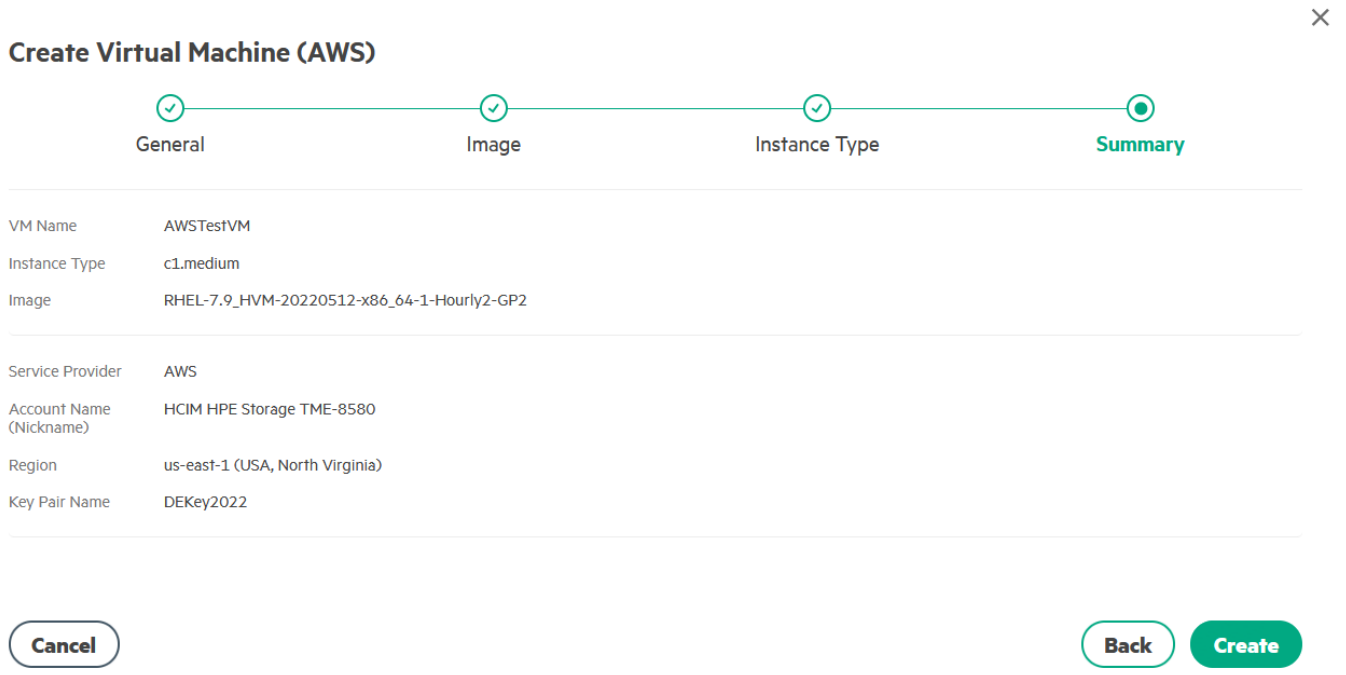 Create Virtual Machine (AWS)
General
Image
Instance Type
Summary
VM Name AWSTestVM
Instance Type c1.medium
Image RHEL-7.9_HVM-20220512-x86_64-1-Hourly2-GP2
Service Provider AWS
Account Name HCIM HPE Storage TME-8580
(Nickname)
Region us-east-1 (USA, North Virginia)
Key Pair Name DEKey2022
Cancel
Back
Create